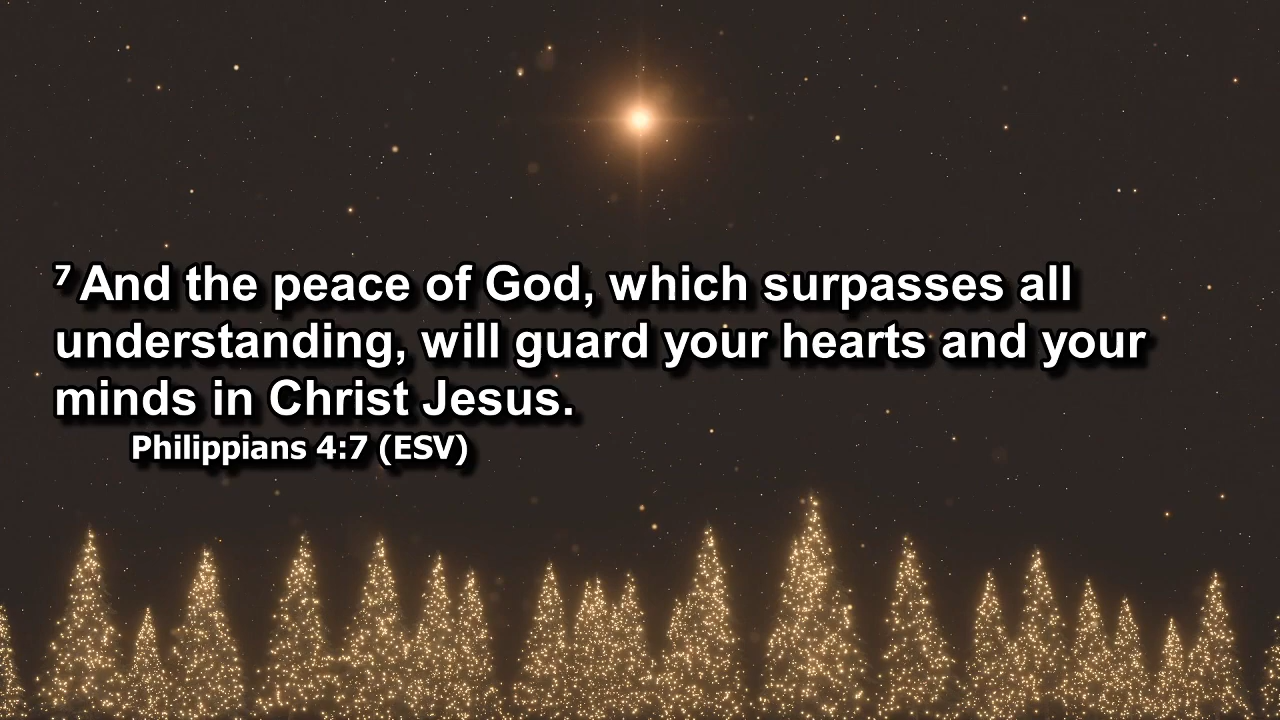 ⁷ And the peace of God, which surpasses all
understanding, will guard your hearts and your
minds in Christ Jesus.
Philippians 4:7 (ESV)